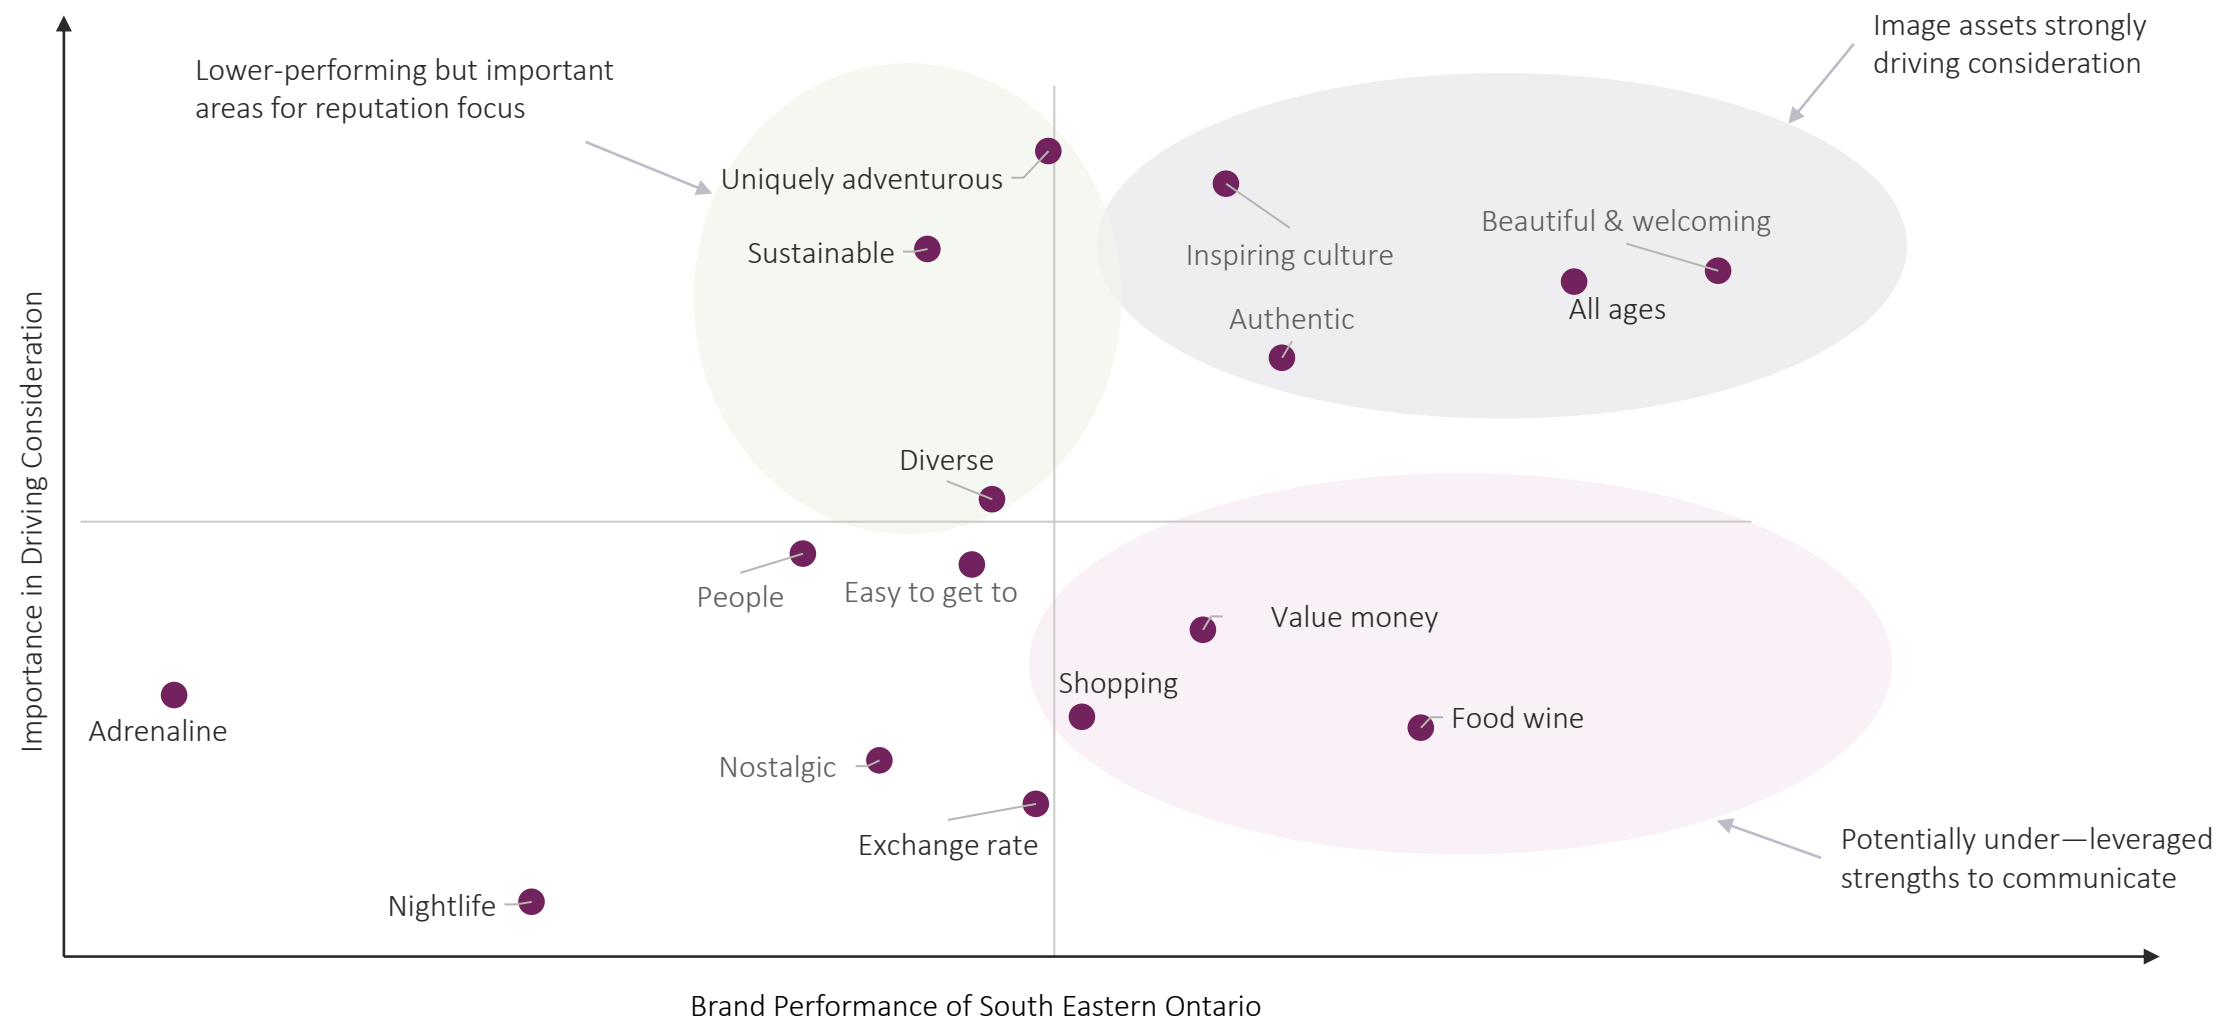 Image assets strongly
driving consideration
Lower-performing but important
areas for reputation focus
Uniquely adventurous
Sustainable
Inspiring culture
Beautiful & welcoming
All ages
Authentic
Diverse
People
Easy to get to
Value money
Shopping
Food wine
Adrenaline
Nostalgic
Exchange rate
Nightlife
Potentially under—leveraged
strengths to communicate
Importance in Driving Consideration
Brand Performance of South Eastern Ontario